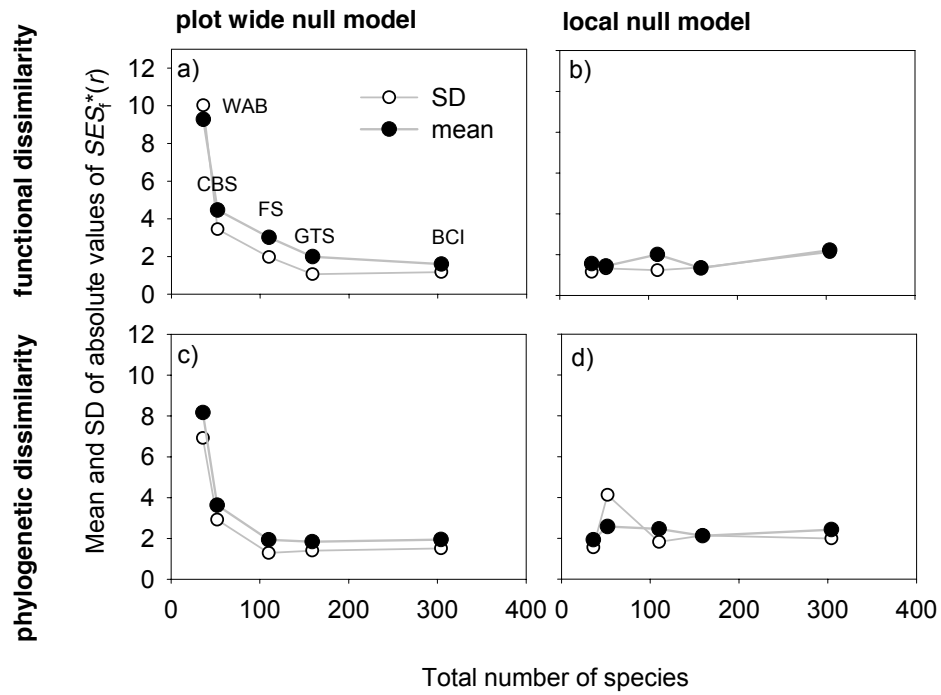 plot wide null model
local null model
functional dissimilarity
phylogenetic dissimilarity
Mean and SD of absolute values of SES_f*(r)
a)
b)
12
10
8
6
4
2
0
WAB
CBS
FS
GTS
BCI
SD
mean
c)
d)
12
10
8
6
4
2
0
0 100 200 300 400
0 100 200 300 400
Total number of species